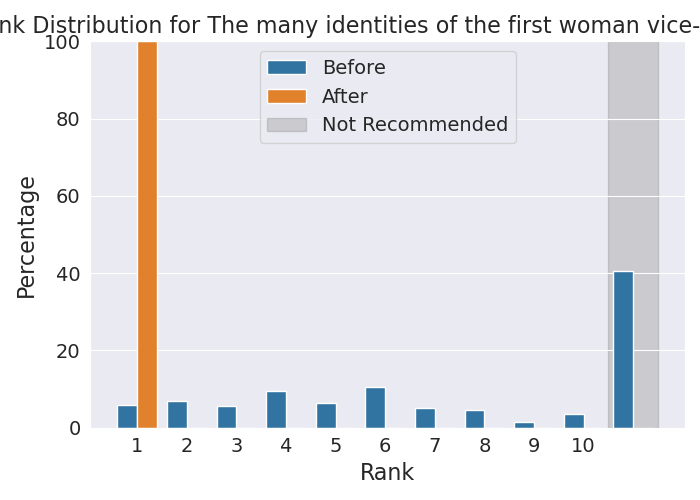 nk Distribution for The many identities of the first woman vice-
100
80
60
40
20
0
Percentage
Before
After
Not Recommended
1 2 3 4 5 6 7 8 9 10
Rank